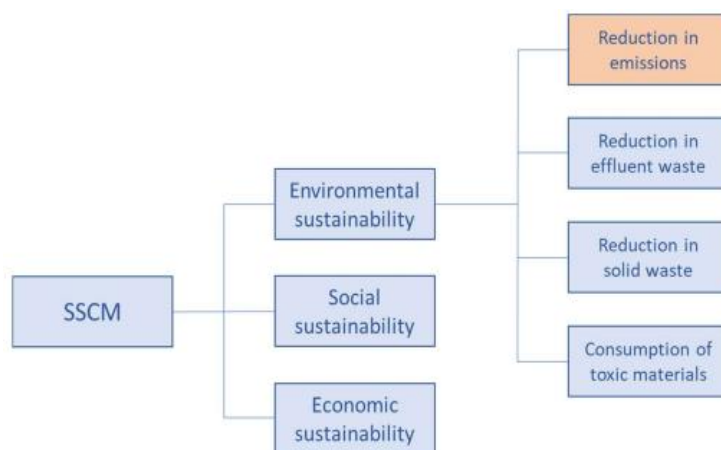 SSCM
Environmental
sustainability
Social
sustainability
Economic
sustainability
Reduction in
emissions
Reduction in
effluent waste
Reduction in
solid waste
Consumption of
toxic materials